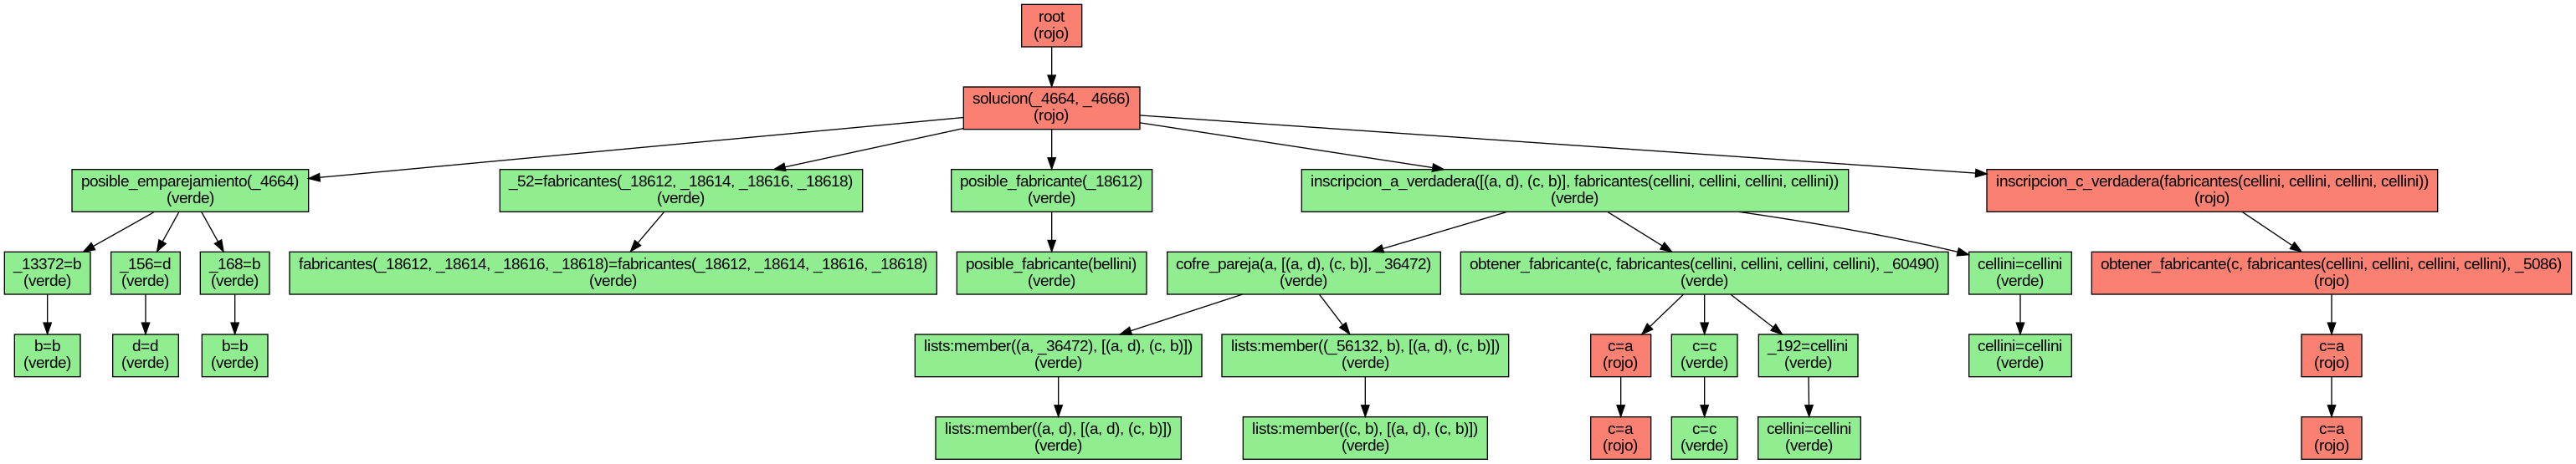 root
(rojo)
solucion(_4664, _4666)
(rojo)
posible_emparejamiento(_4664)
(verde)
_52=fabricantes(_18612, _18614, _18616, _18618)
(verde)
posible_fabricante(_18612)
(verde)
inscripcion_a_verdadera([(a, d), (c, b)], fabricantes(cellini, cellini, cellini, cellini))
(verde)
inscripcion_c_verdadera(fabricantes(cellini, cellini, cellini, cellini))
(rojo)
_13372=b
(verde)
_156=d
(verde)
_168=b
(verde)
fabricantes(_18612, _18614, _18616, _18618)=fabricantes(_18612, _18614, _18616, _18618)
(verde)
posible_fabricante(bellini)
(verde)
cofre_pareja(a, [(a, d), (c, b)], _36472)
(verde)
obtener_fabricante(c, fabricantes(cellini, cellini, cellini, cellini), _60490)
(verde)
cellini=cellini
(verde)
obtener_fabricante(c, fabricantes(cellini, cellini, cellini, cellini), _5086)
(rojo)
b=b
(verde)
d=d
(verde)
b=b
(verde)
lists:member((a, _36472), [(a, d), (c, b)])
(verde)
lists:member((_56132, b), [(a, d), (c, b)])
(verde)
c=a
(rojo)
c=c
(verde)
_192=cellini
(verde)
cellini=cellini
(verde)
c=a
(rojo)
lists:member((a, d), [(a, d), (c, b)])
(verde)
lists:member((c, b), [(a, d), (c, b)])
(verde)
c=a
(rojo)
c=c
(verde)
cellini=cellini
(verde)
c=a
(rojo)